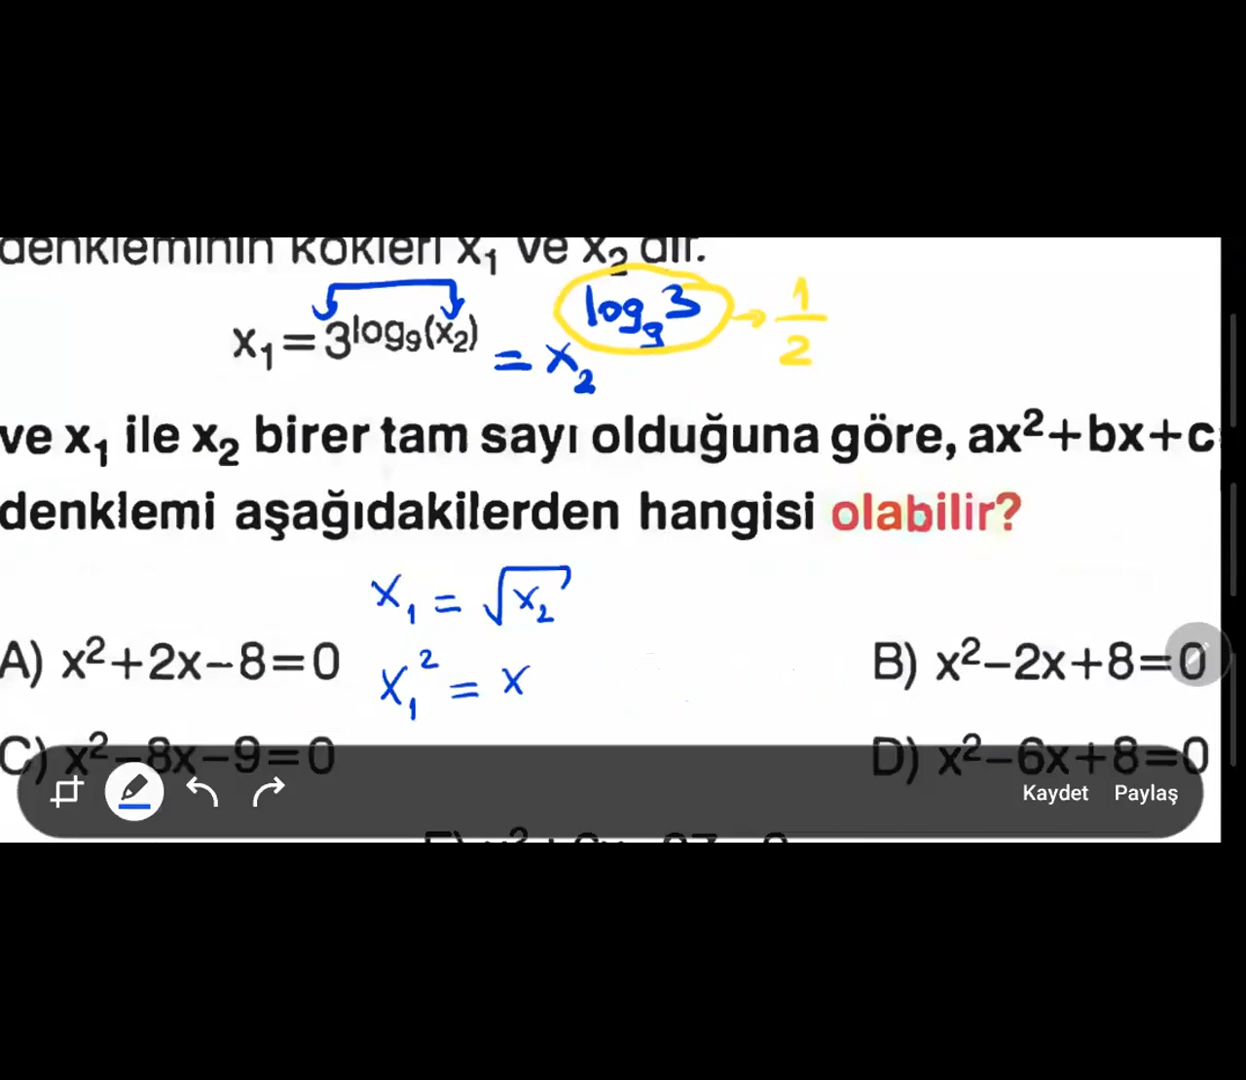 denkleminin kökleri x₁ ve x₂ dir.
x₁=3^log₉(x₂) = x₂^log₉3 → 1/2
ve x₁ ile x₂ birer tam sayı olduğuna göre, ax²+bx+c
denklemi aşağıdakilerden hangisi olabilir?
x₁ = √x₂
A) x²+2x-8=0
x₁² = x
B) x²-2x+8=0
C) x²-8x-9=0
D) x²-6x+8=0
Kaydet Paylaş